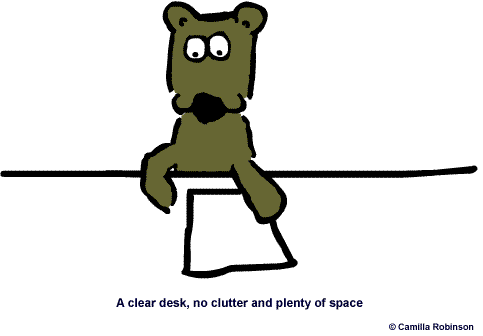 A clear desk, no clutter and plenty of space
© Camilla Robinson